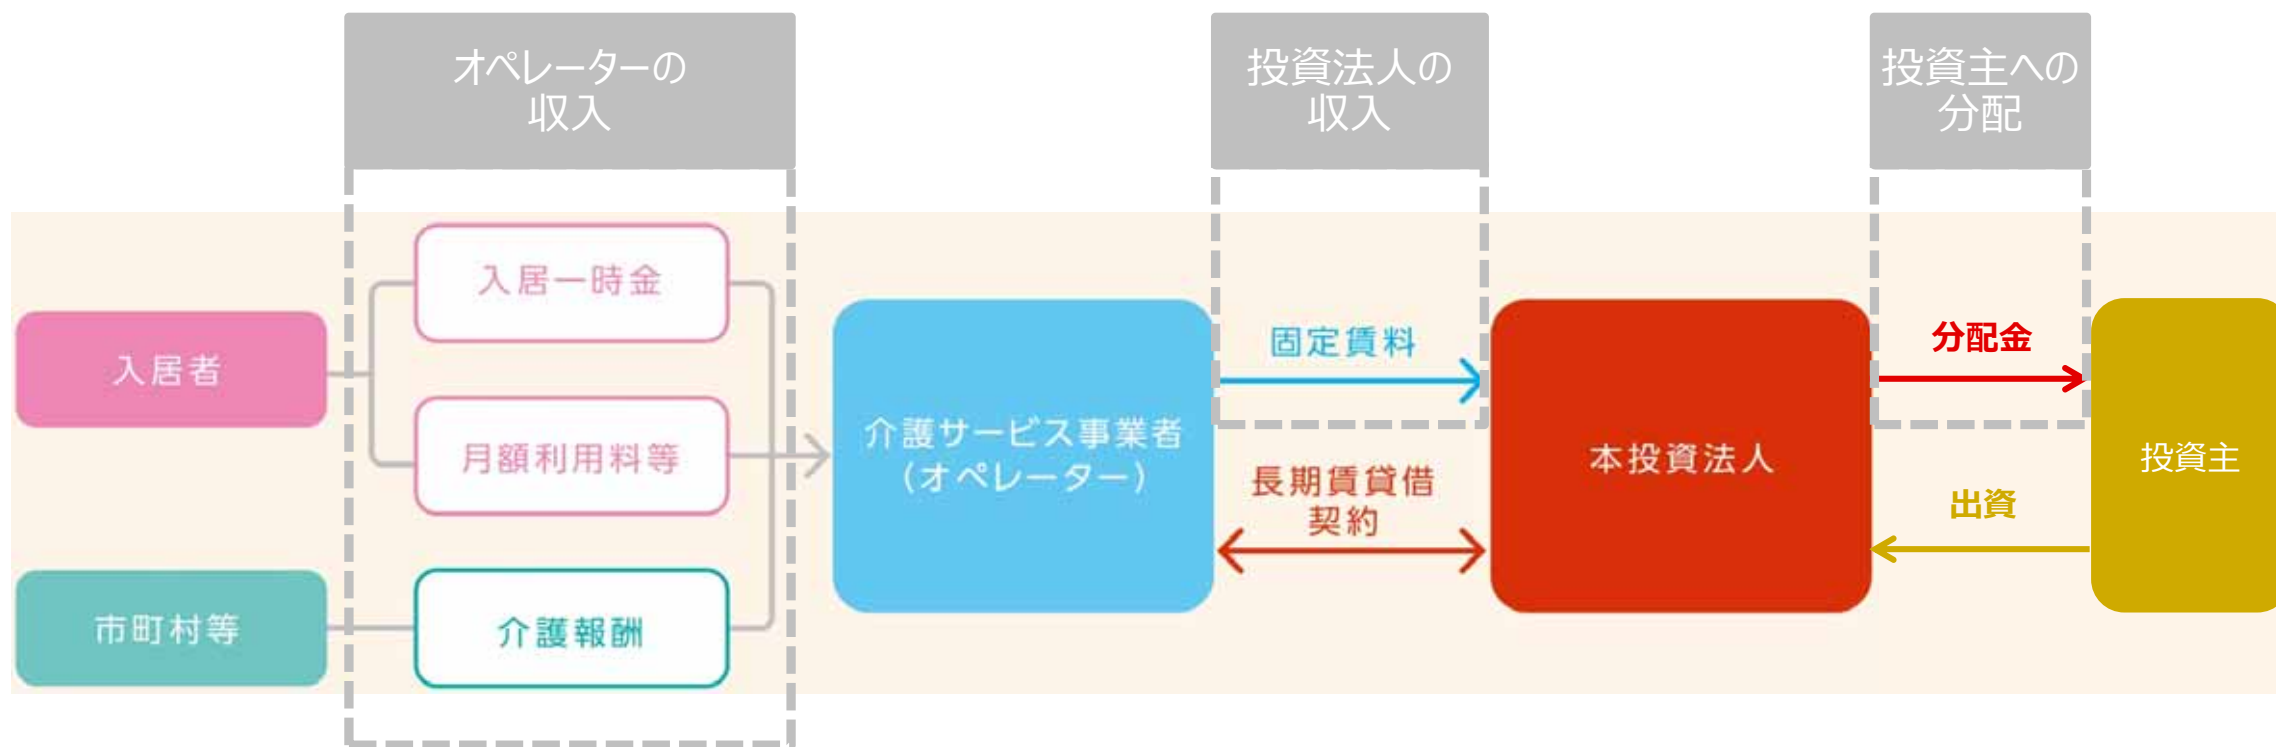 オペレーターの
収入
投資法人の
収入
投資主への
分配
入居者
入居一時金
月額利用料等
市町村等
介護報酬
介護サービス事業者
(オペレーター)
固定賃料
長期賃貸借
契約
本投資法人
分配金
出資
投資主